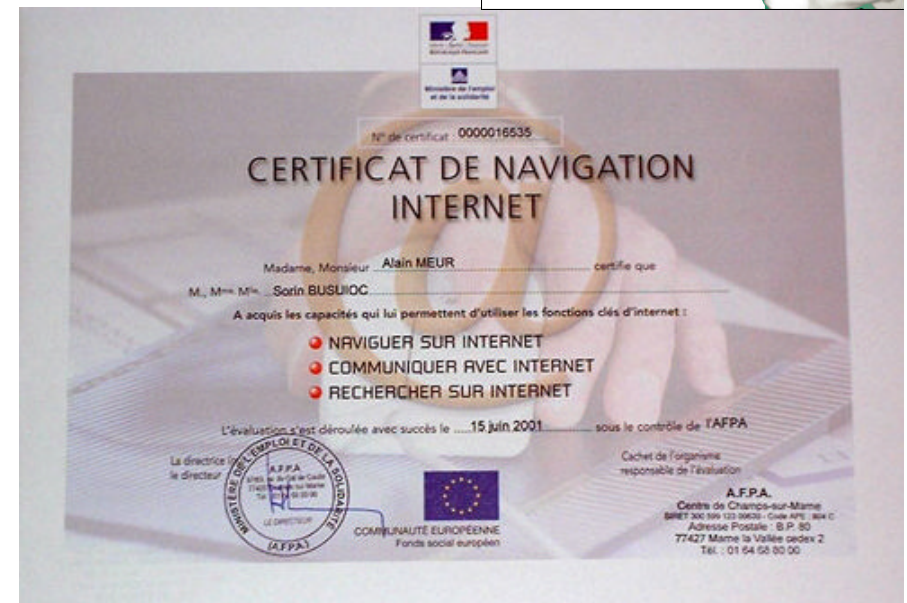 RÉPUBLIQUE FRANÇAISE
Ministère de l'emploi
et de la solidarité
N° de certificat : 0000016535
CERTIFICAT DE NAVIGATION
INTERNET
Madame, Monsieur Alain MEUR certifie que
M., Mme, Mlle Sorin BUSUIOC
A acquis les capacités qui lui permettent d'utiliser les fonctions clés d'internet :
NAVIGUER SUR INTERNET
COMMUNIQUER AVEC INTERNET
RECHERCHER SUR INTERNET
L'évaluation s'est déroulée avec succès le 15 juin 2001 sous le contrôle de l'AFPA
La directrice
le directeur
MINISTÈRE DE L'EMPLOI ET DE LA SOLIDARITÉ
A.F.P.A
LE DIRECTEUR
(A.F.P.A.)
COMMUNAUTÉ EUROPÉENNE
Fonds social européen
Cachet de l'organisme
responsable de l'évaluation
A.F.P.A.
Centre de Champs-sur-Marne
Adresse Postale : B.P. 80
77427 Marne la Vallée cedex 2
Tél. : 01 64 68 80 00